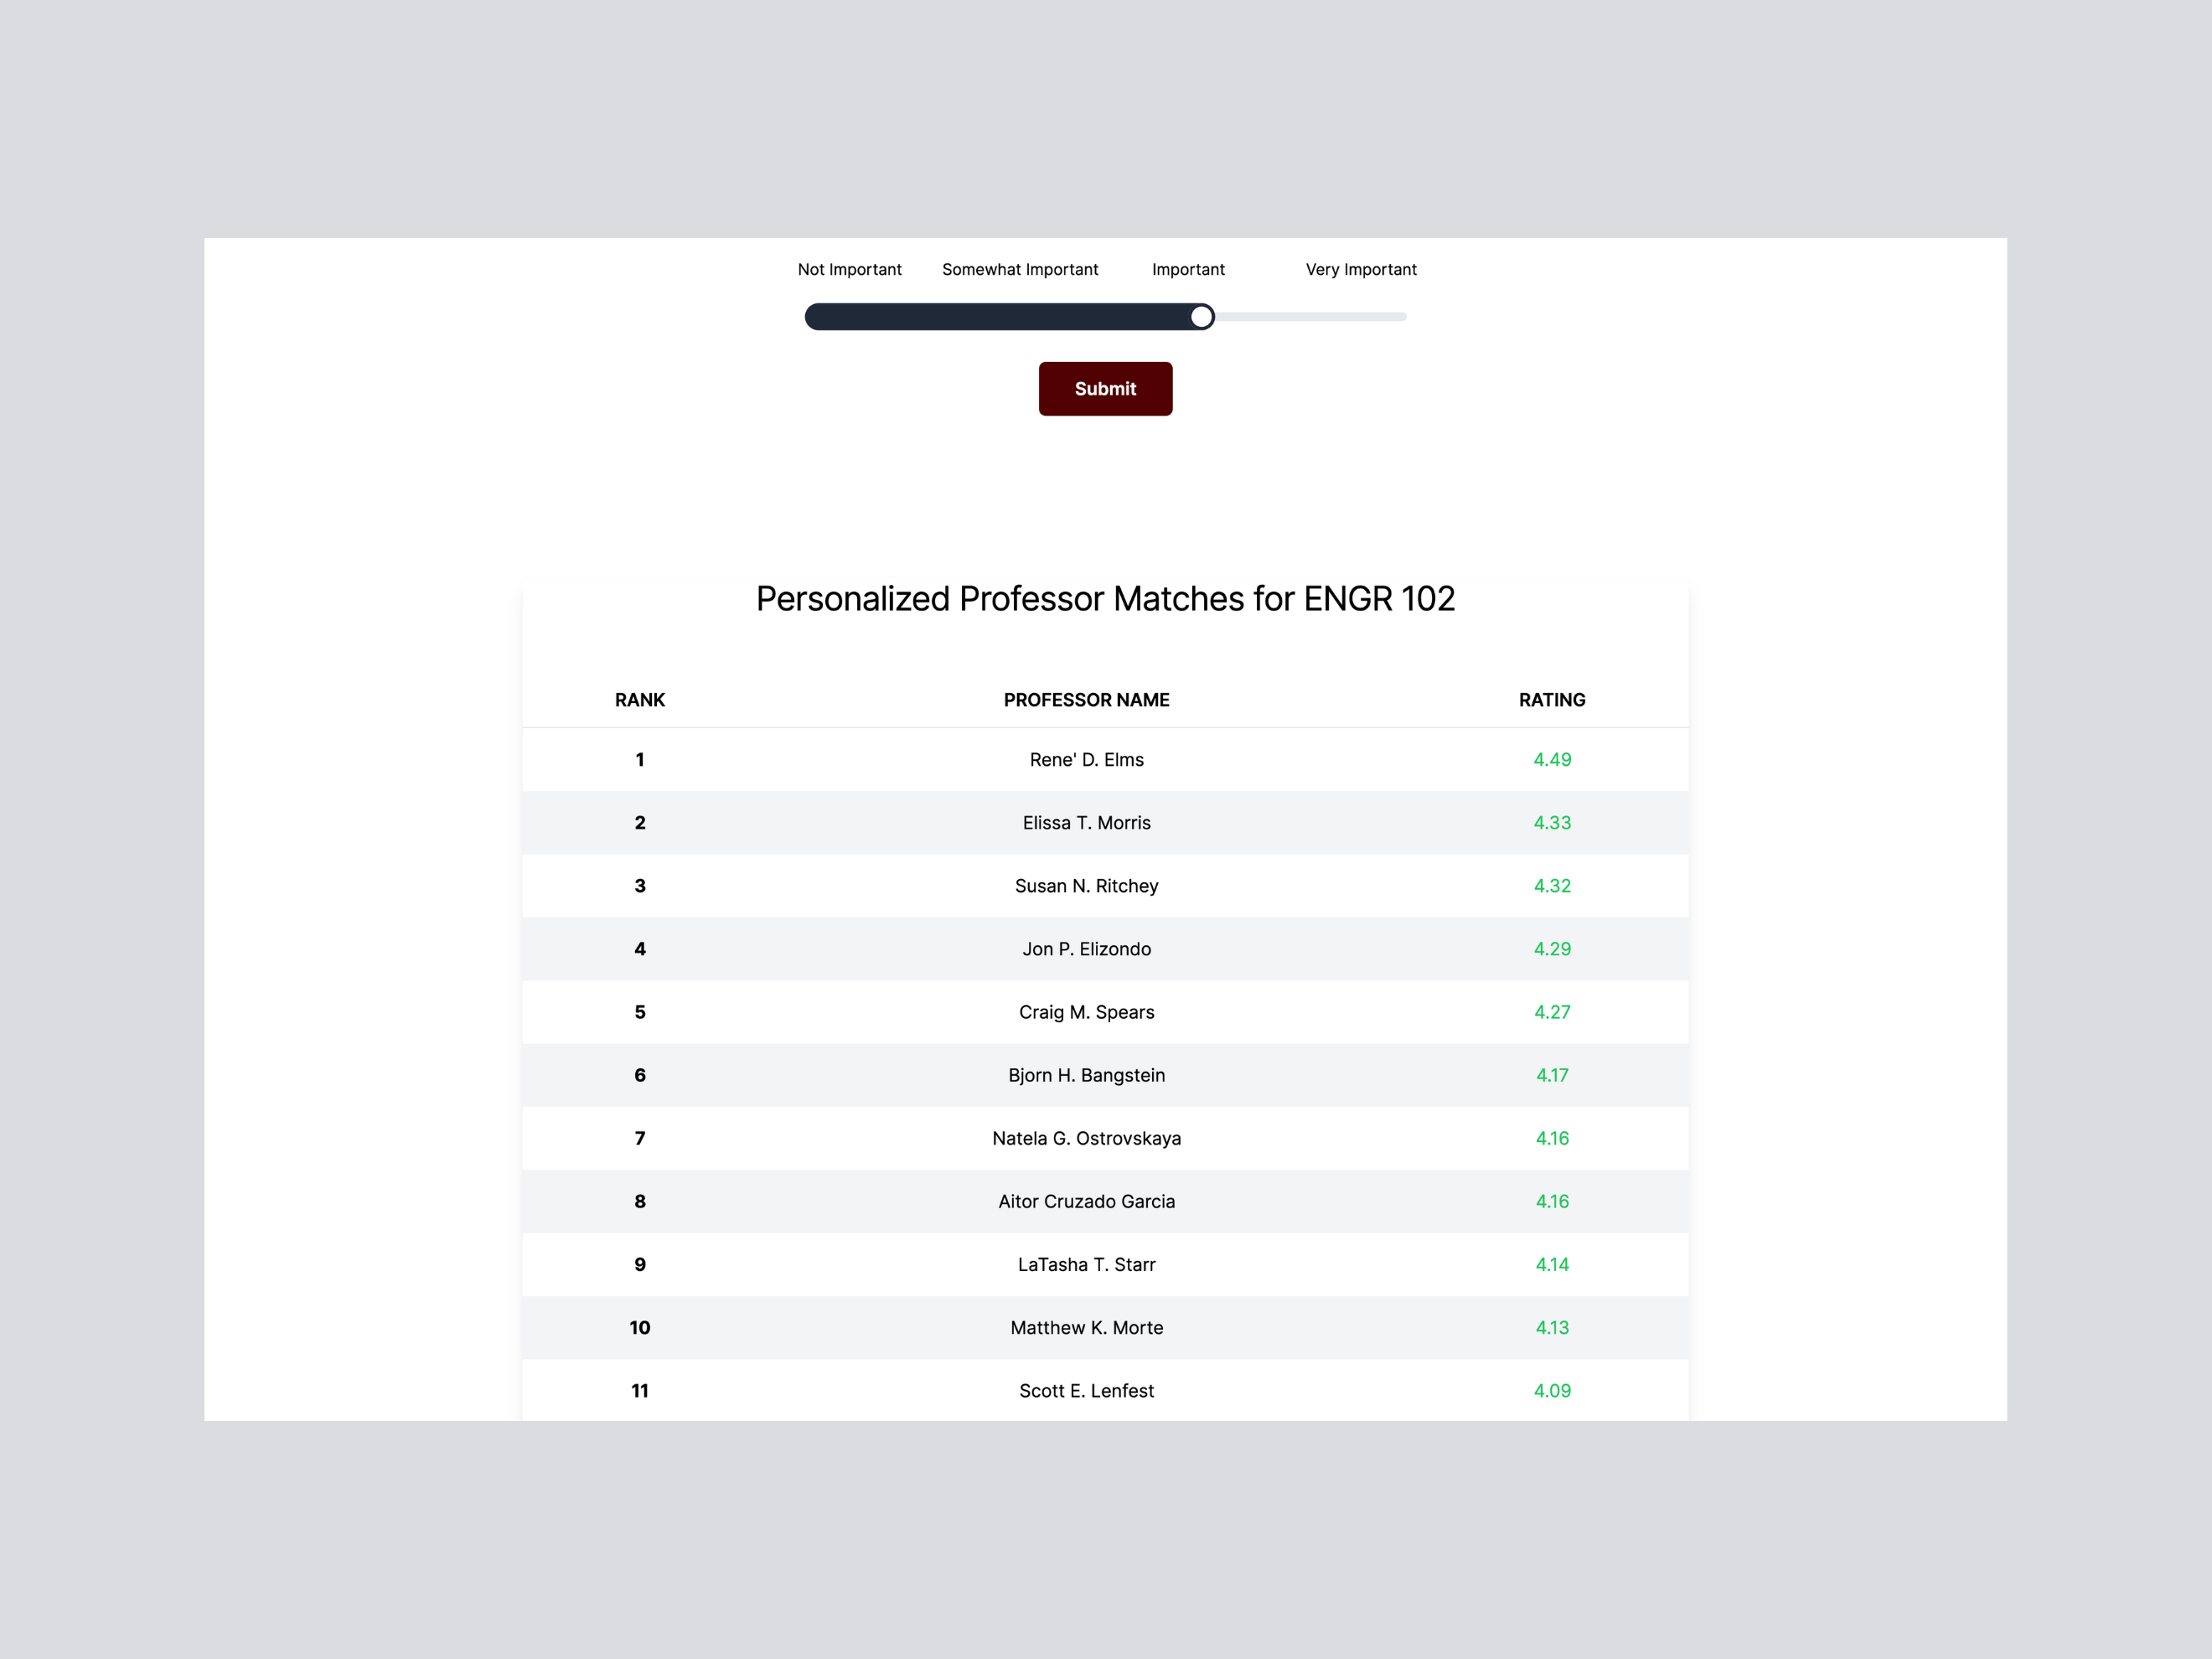 Not Important Somewhat Important Important Very Important
Submit
Personalized Professor Matches for ENGR 102
RANK PROFESSOR NAME RATING
1 Rene' D. Elms 4.49
2 Elissa T. Morris 4.33
3 Susan N. Ritchey 4.32
4 Jon P. Elizondo 4.29
5 Craig M. Spears 4.27
6 Bjorn H. Bangstein 4.17
7 Natela G. Ostrovskaya 4.16
8 Aitor Cruzado Garcia 4.16
9 LaTasha T. Starr 4.14
10 Matthew K. Morte 4.13
11 Scott E. Lenfest 4.09